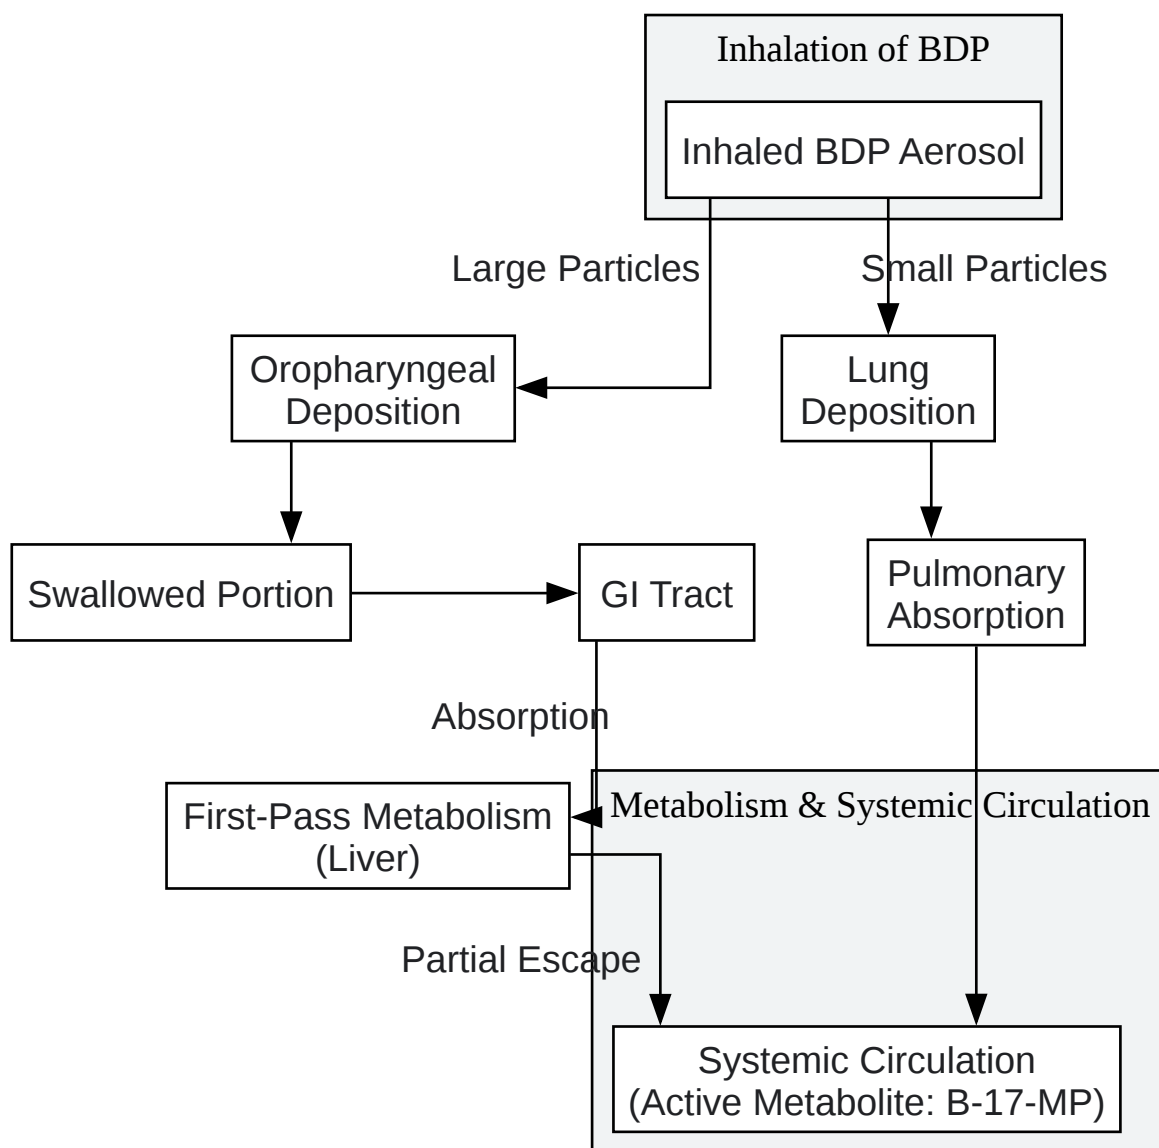 Inhalation of BDP
Inhaled BDP Aerosol
Large Particles
Small Particles
Oropharyngeal
Deposition
Lung
Deposition
Swallowed Portion
GI Tract
Pulmonary
Absorption
Absorption
First-Pass Metabolism
(Liver)
Metabolism & Systemic Circulation
Partial Escape
Systemic Circulation
(Active Metabolite: B-17-MP)